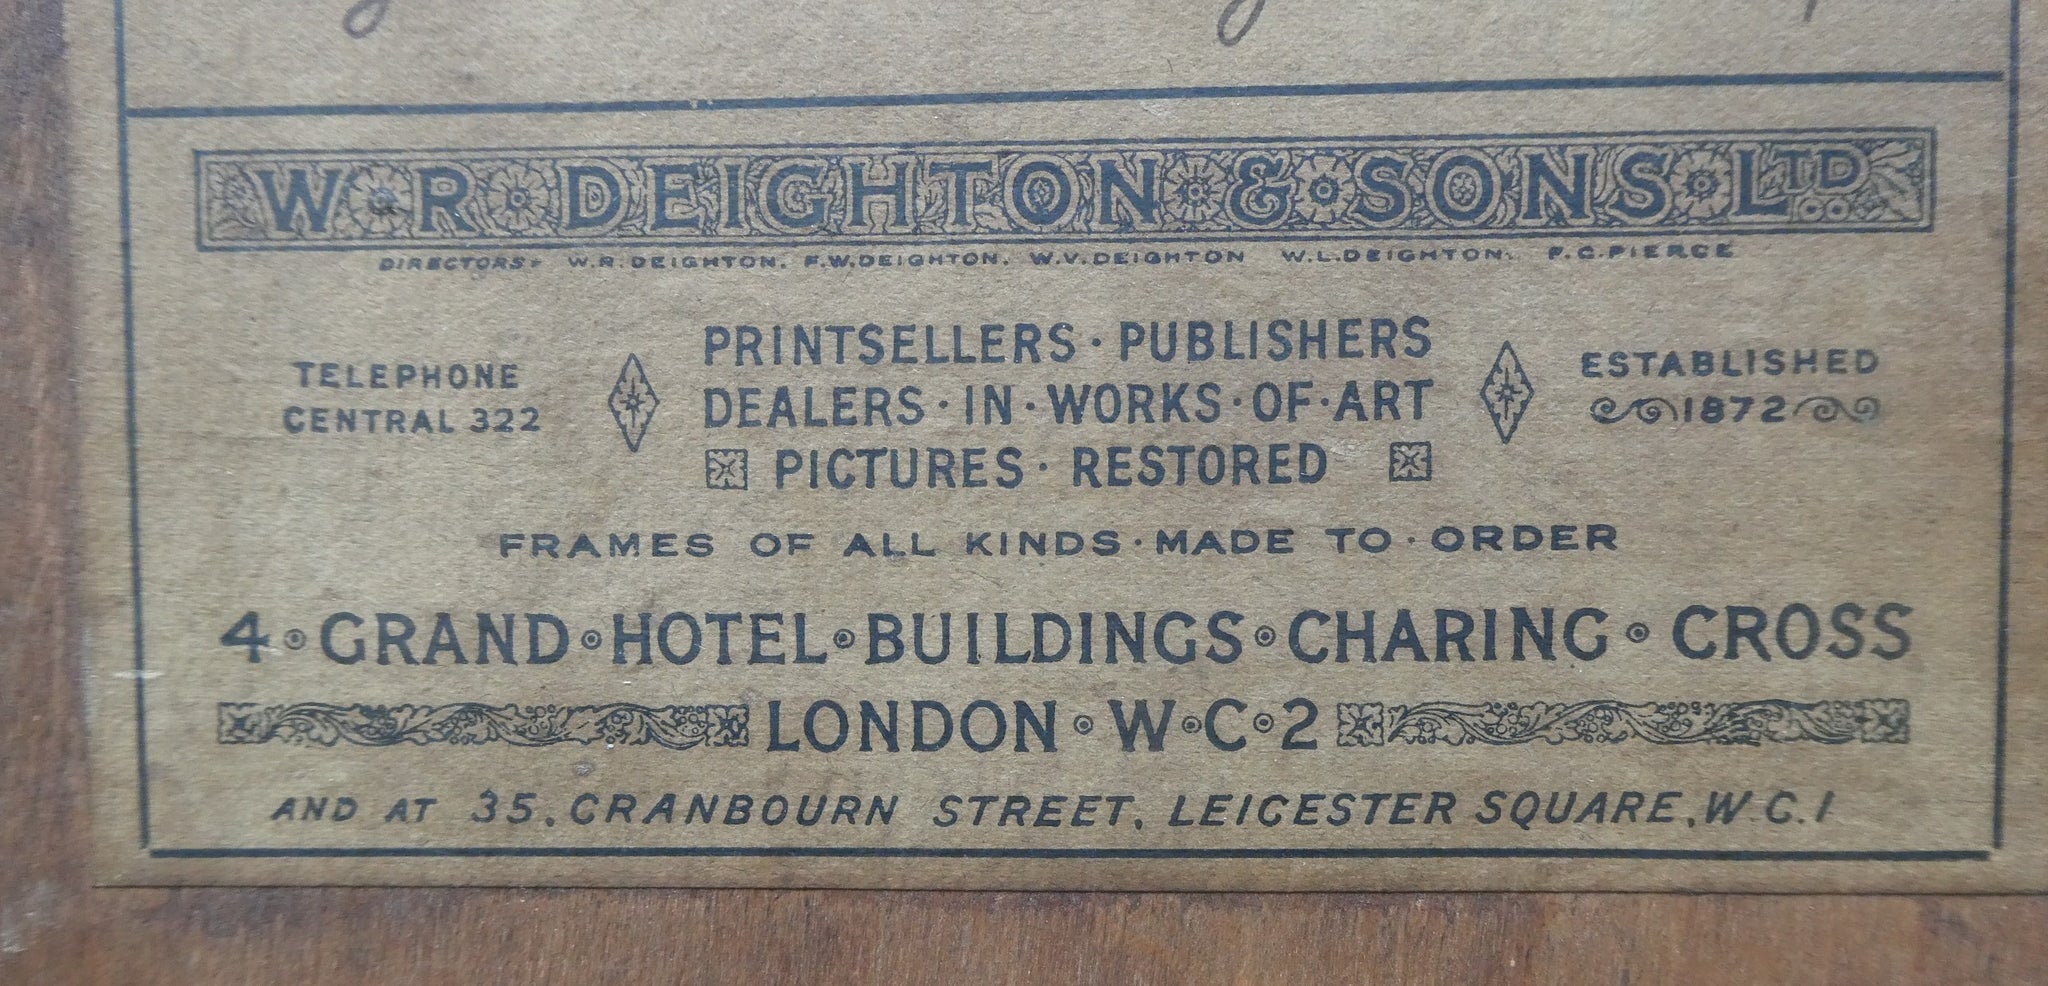 W·R·DEIGHTON·&·SONS·LTD
DIRECTORS: W.R.DEIGHTON. F.W.DEIGHTON. W.V.DEIGHTON W.L.DEIGHTON. P.C.PIERCE
TELEPHONE
CENTRAL 322
PRINTSELLERS · PUBLISHERS
DEALERS · IN · WORKS · OF · ART
PICTURES · RESTORED
ESTABLISHED
1872
FRAMES OF ALL KINDS · MADE TO · ORDER
4 · GRAND · HOTEL · BUILDINGS · CHARING · CROSS
LONDON · W · C · 2
AND AT 35, CRANBOURN STREET, LEICESTER SQUARE, W.C.1